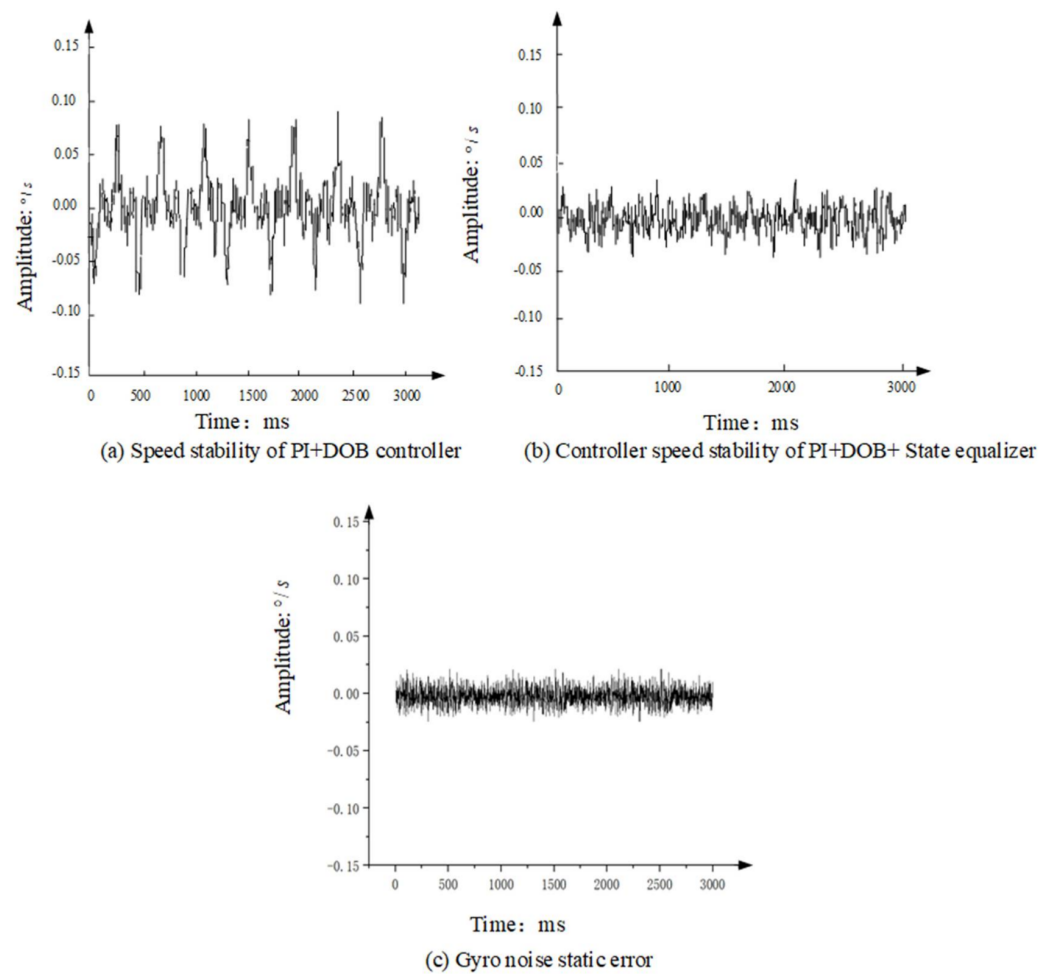 0.15
0.10
0.05
0.00
-0.05
-0.10
-0.15
Amplitude: °/s
0 500 1000 1500 2000 2500 3000
Time：ms
(a) Speed stability of PI+DOB controller
0.15
0.10
0.05
0.00
-0.05
-0.10
-0.15
Amplitude: °/s
0 1000 2000 3000
Time：ms
(b) Controller speed stability of PI+DOB+ State equalizer
0.15
0.10
0.05
0.00
-0.05
-0.10
-0.15
Amplitude: °/s
0 500 1000 1500 2000 2500 3000
Time：ms
(c) Gyro noise static error